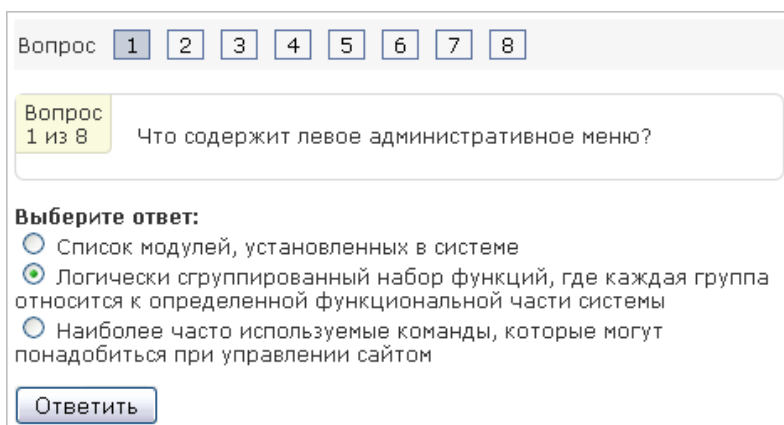 Вопрос 1 2 3 4 5 6 7 8
Вопрос
1 из 8
Что содержит левое административное меню?
Выберите ответ:
Список модулей, установленных в системе
Логически сгруппированный набор функций, где каждая группа
относится к определенной функциональной части системы
Наиболее часто используемые команды, которые могут
понадобиться при управлении сайтом
Ответить